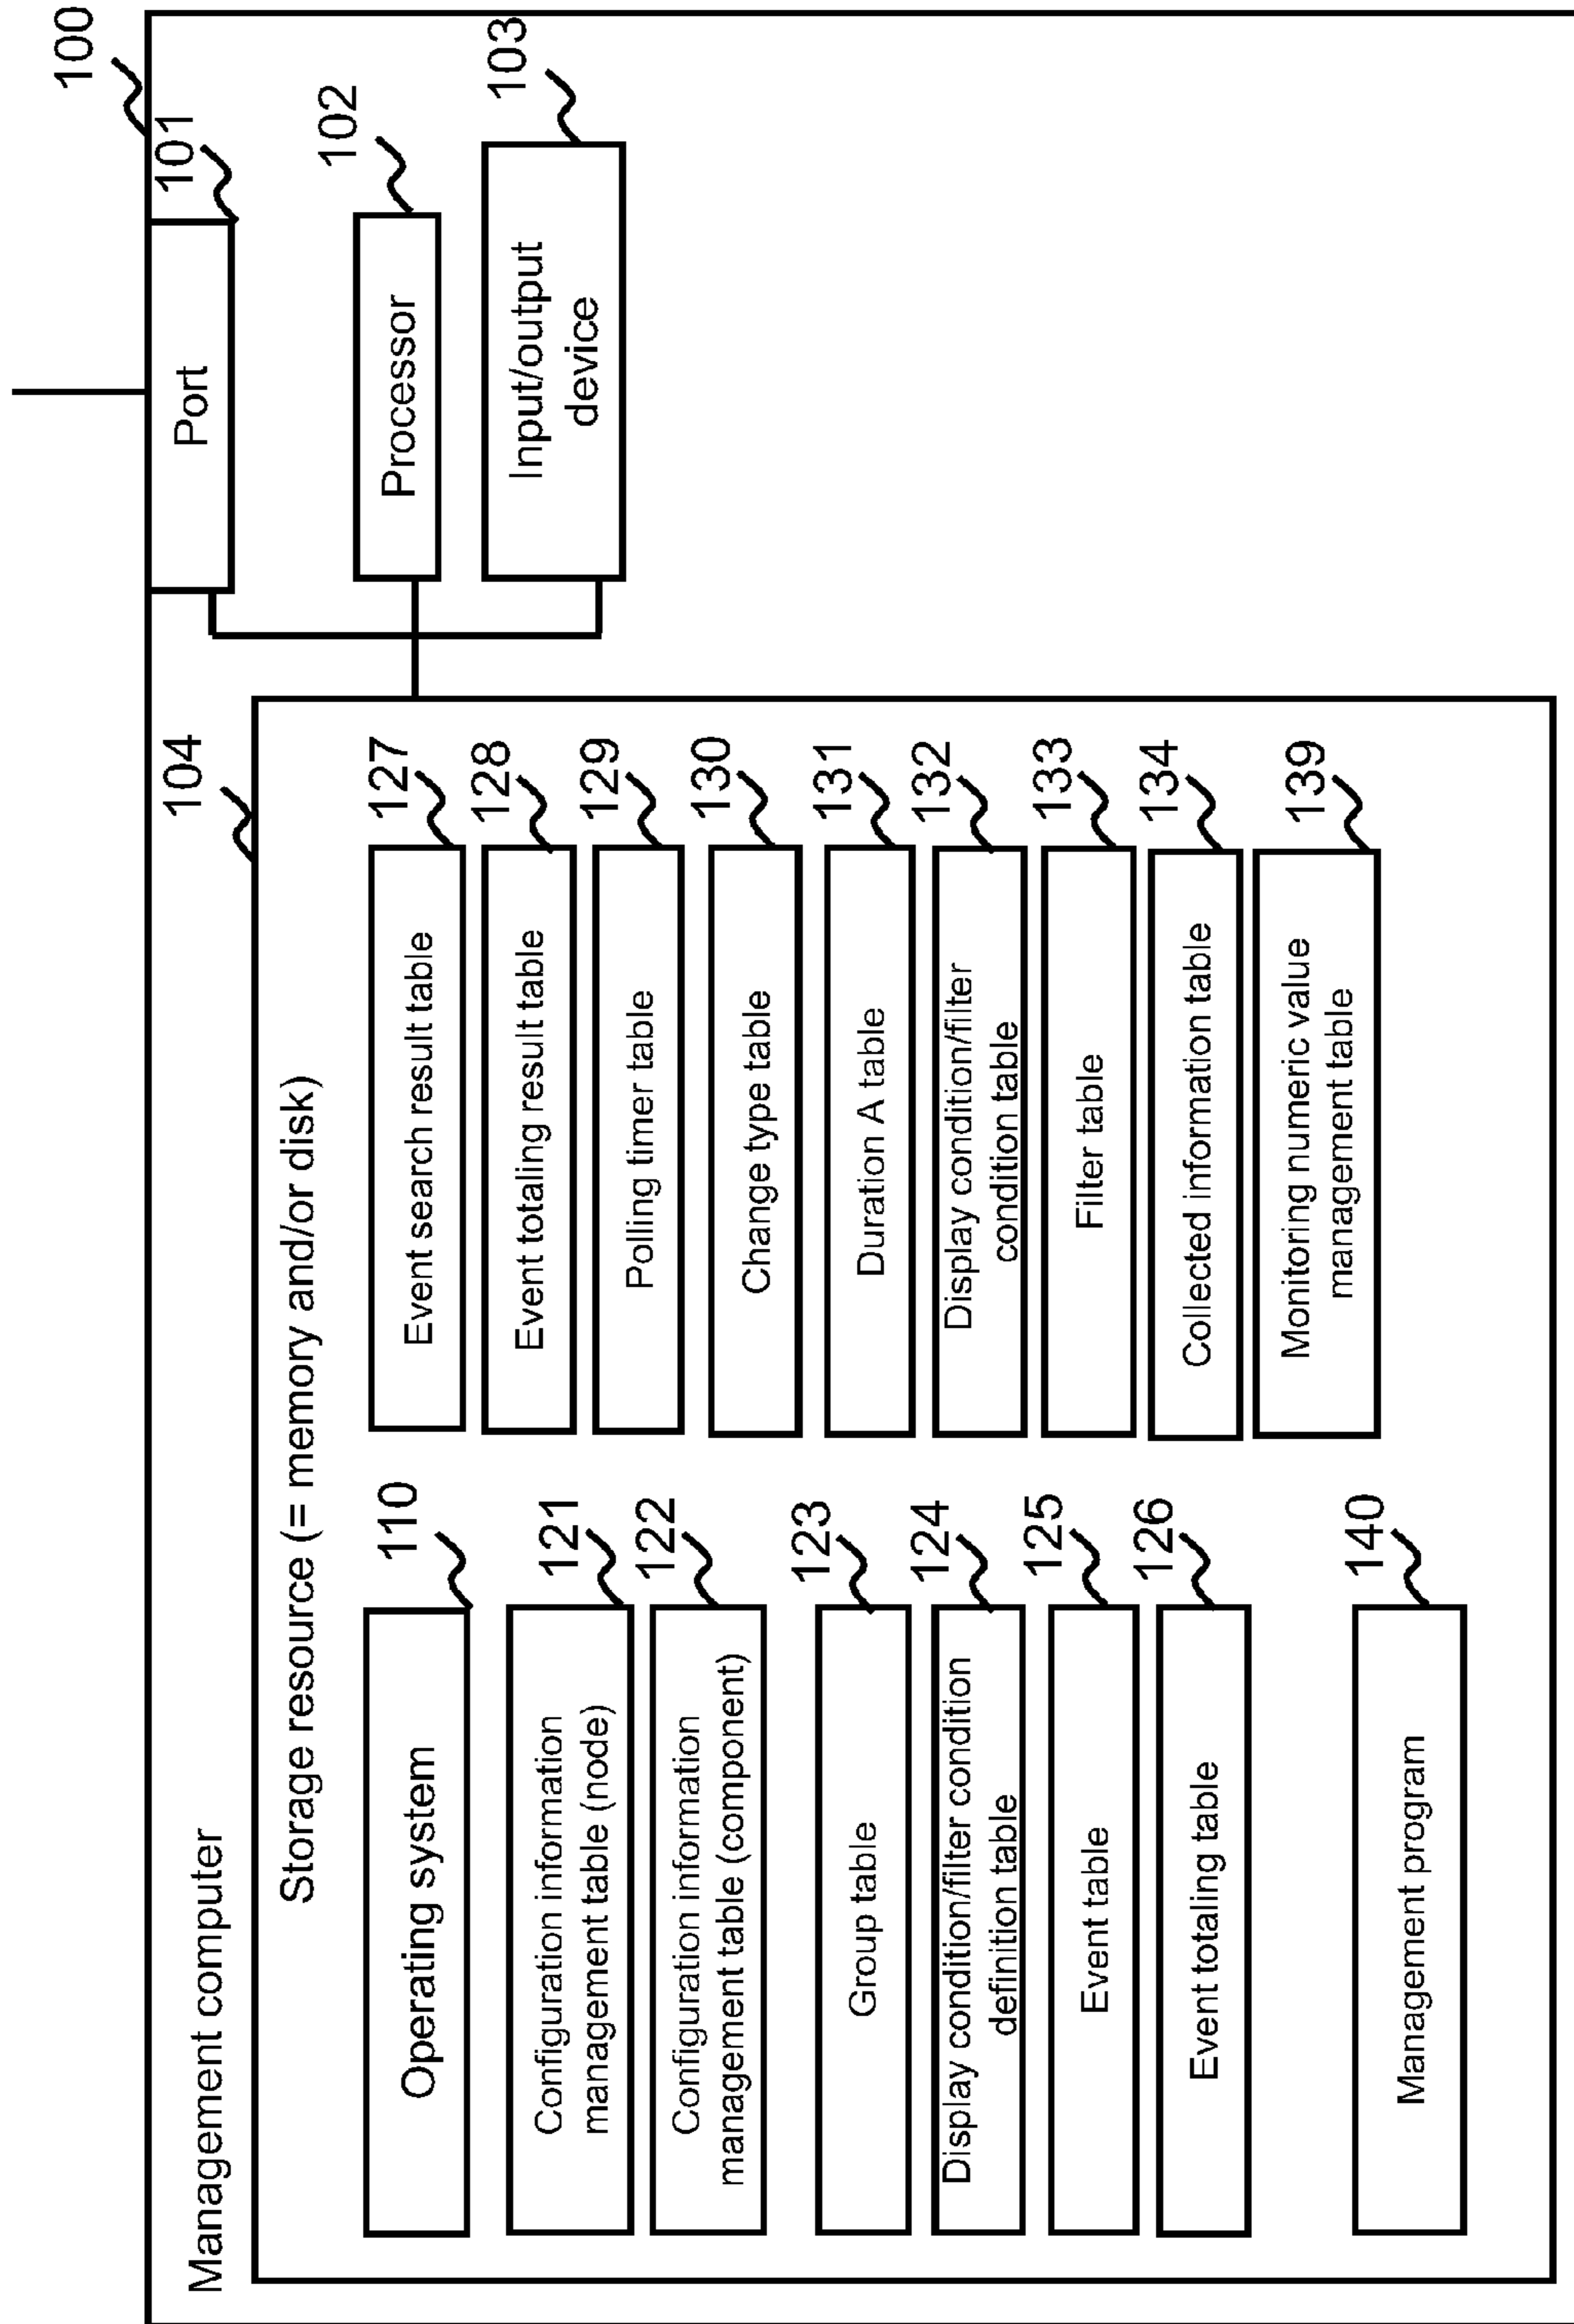 100
Management computer
104
Storage resource (= memory and/or disk)
110
Operating system
121
Configuration information
management table (node)
122
Configuration information
management table (component)
123
Group table
124
Display condition/filter condition
definition table
125
Event table
126
Event totaling table
140
Management program
127
Event search result table
128
Event totaling result table
129
Polling timer table
130
Change type table
131
Duration A table
132
Display condition/filter
condition table
133
Filter table
134
Collected information table
139
Monitoring numeric value
management table
101
Port
102
Processor
103
Input/output
device